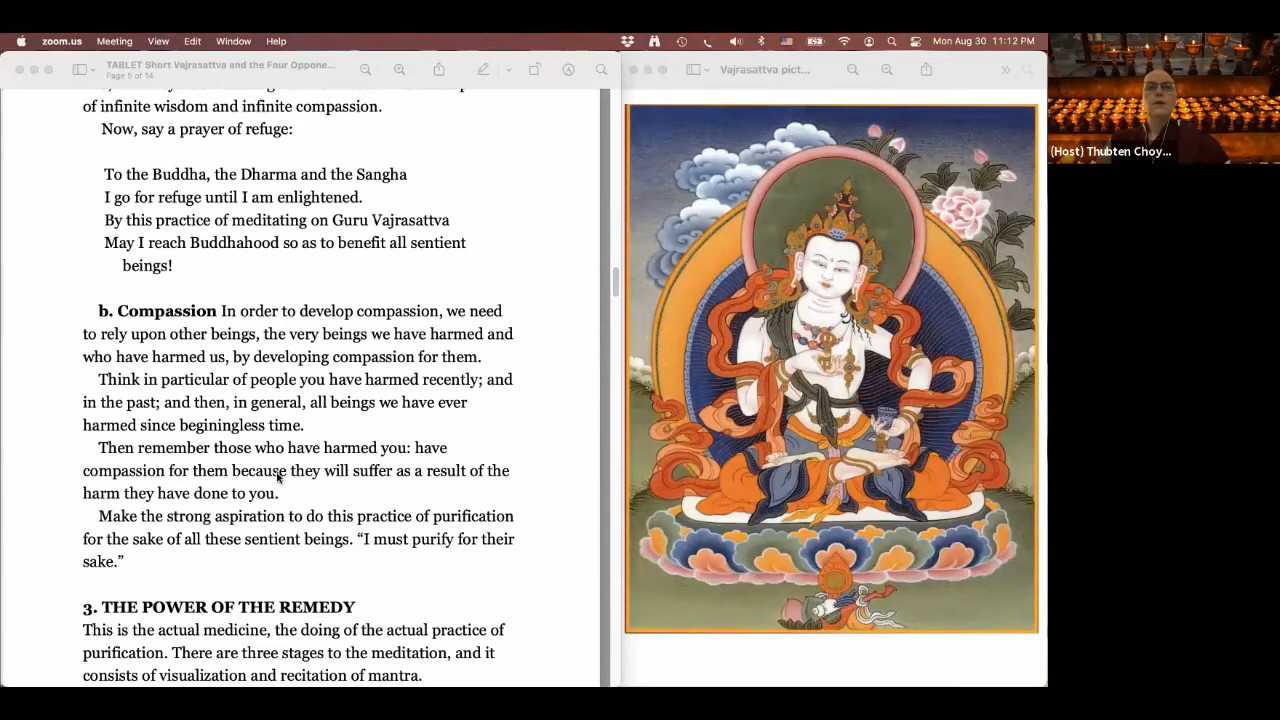 zoom.us Meeting View Edit Window Help
Mon Aug 30 11:12 PM
TABLET Short Vajrasattva and the Four Oppone...
Page 5 of 14
of infinite wisdom and infinite compassion.
Now, say a prayer of refuge:
To the Buddha, the Dharma and the Sangha
I go for refuge until I am enlightened.
By this practice of meditating on Guru Vajrasattva
May I reach Buddhahood so as to benefit all sentient
beings!
b. Compassion In order to develop compassion, we need
to rely upon other beings, the very beings we have harmed and
who have harmed us, by developing compassion for them.
Think in particular of people you have harmed recently; and
in the past; and then, in general, all beings we have ever
harmed since beginingless time.
Then remember those who have harmed you: have
compassion for them because they will suffer as a result of the
harm they have done to you.
Make the strong aspiration to do this practice of purification
for the sake of all these sentient beings. “I must purify for their
sake.”
3. THE POWER OF THE REMEDY
This is the actual medicine, the doing of the actual practice of
purification. There are three stages to the meditation, and it
consists of visualization and recitation of mantra.
Vajrasattva pict...
(Host) Thubten Choy...